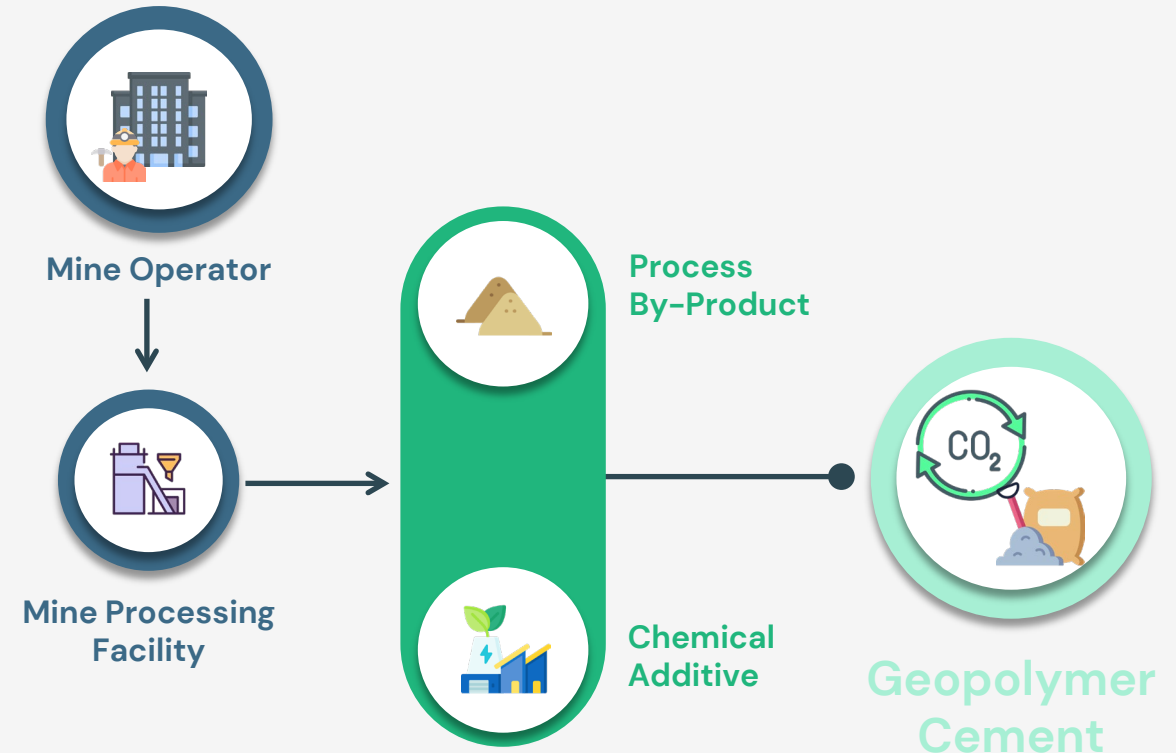 Mine Operator
Process
By-Product
CO2
Mine Processing
Facility
Chemical
Additive
Geopolymer
Cement